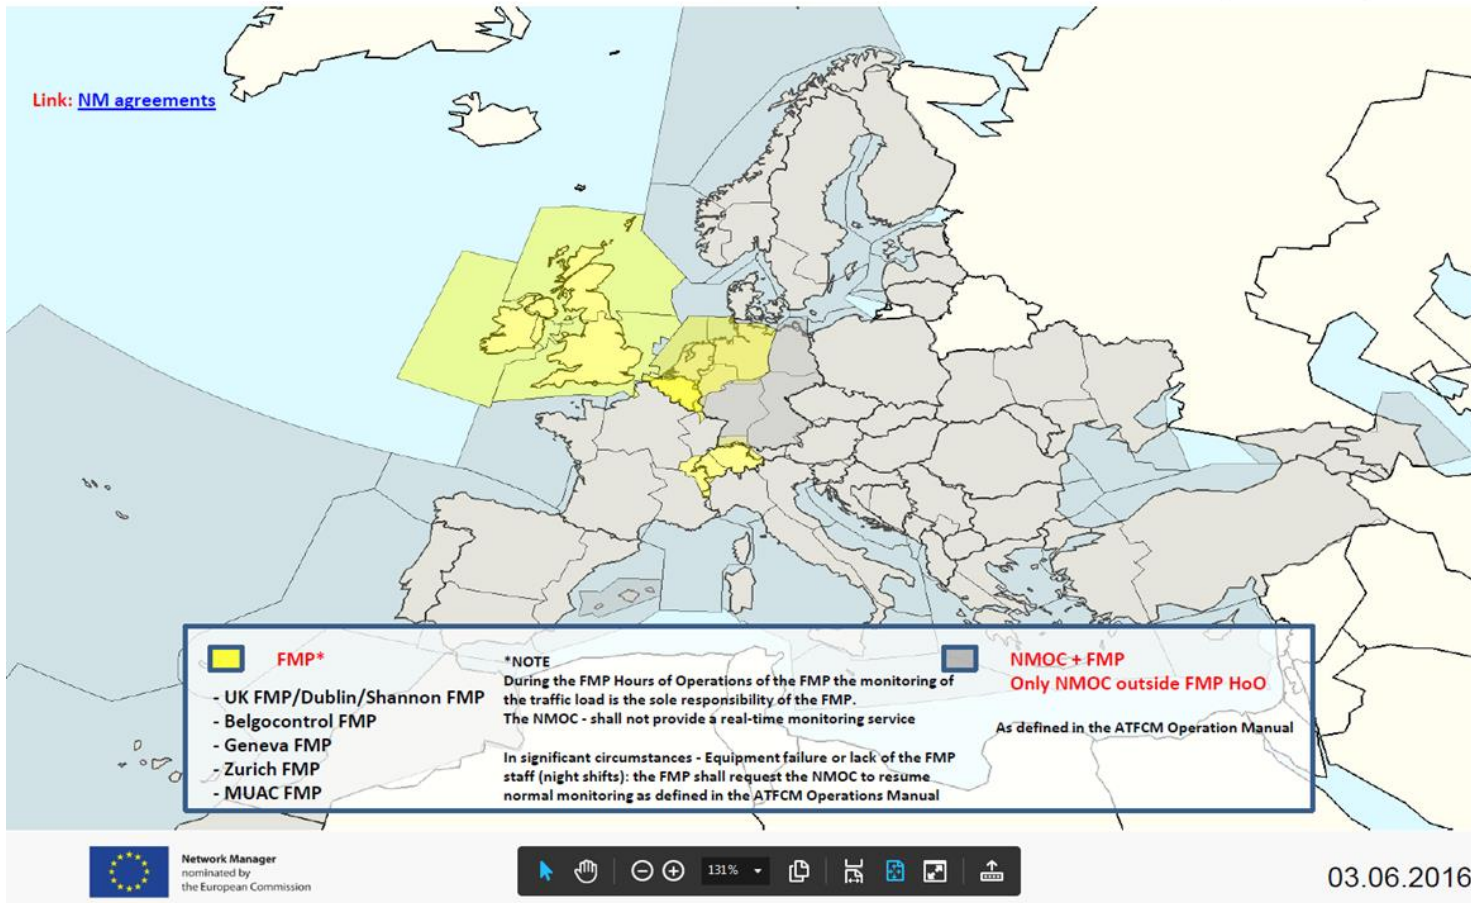 Link: NM agreements
FMP*
- UK FMP/Dublin/Shannon FMP
- Belgocontrol FMP
- Geneva FMP
- Zurich FMP
- MUAC FMP
*NOTE
During the FMP Hours of Operations of the FMP the monitoring of
the traffic load is the sole responsibility of the FMP.
The NMOC - shall not provide a real-time monitoring service
In significant circumstances - Equipment failure or lack of the FMP
staff (night shifts): the FMP shall request the NMOC to resume
normal monitoring as defined in the ATFCM Operations Manual
NMOC + FMP
Only NMOC outside FMP HoO
As defined in the ATFCM Operation Manual
Network Manager
nominated by
the European Commission
131%
03.06.2016